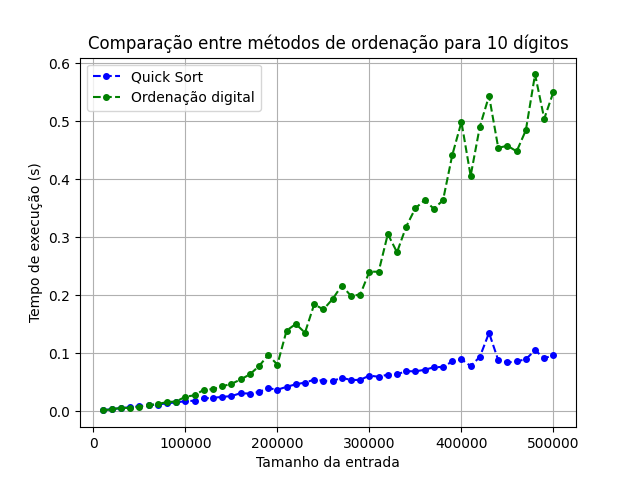 Comparação entre métodos de ordenação para 10 dígitos
Quick Sort
Ordenação digital
0.6
0.5
0.4
0.3
0.2
0.1
0.0
Tempo de execução (s)
0 100000 200000 300000 400000 500000
Tamanho da entrada